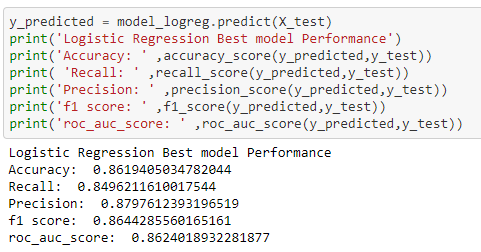 y_predicted = model_logreg.predict(X_test)
print('Logistic Regression Best model Performance')
print('Accuracy: ' ,accuracy_score(y_predicted,y_test))
print( 'Recall: ' ,recall_score(y_predicted,y_test))
print('Precision: ' ,precision_score(y_predicted,y_test))
print('f1 score: ' ,f1_score(y_predicted,y_test))
print('roc_auc_score: ' ,roc_auc_score(y_predicted,y_test))
Logistic Regression Best model Performance
Accuracy:  0.8619405034782044
Recall:  0.8496211610017544
Precision:  0.8797612393196519
f1 score:  0.8644285560165161
roc_auc_score:  0.8624018932281877